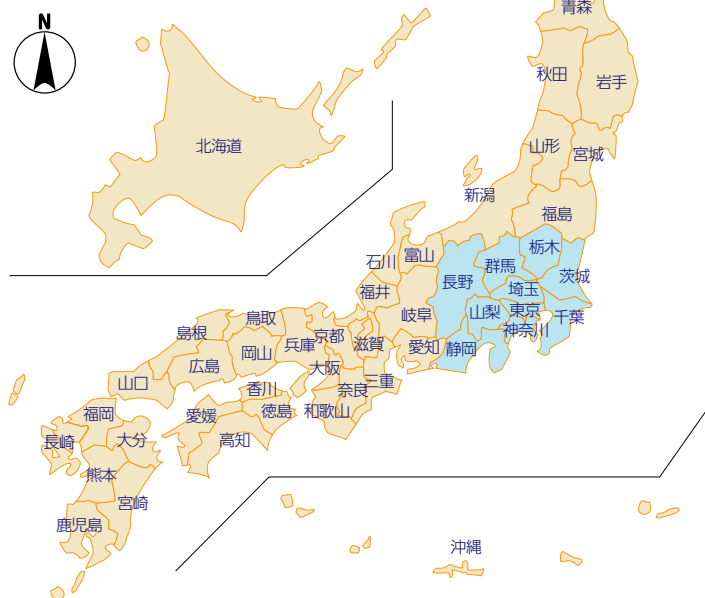 N
青森
秋田
岩手
北海道
山形
宮城
新潟
福島
栃木
石川
富山
群馬
長野
茨城
福井
埼玉
岐阜
山梨
東京
千葉
神奈川
鳥取
島根
京都
兵庫
滋賀
愛知
静岡
岡山
広島
大阪
山口
三重
香川
奈良
福岡
愛媛
徳島
和歌山
長崎
大分
高知
熊本
宮崎
鹿児島
沖縄